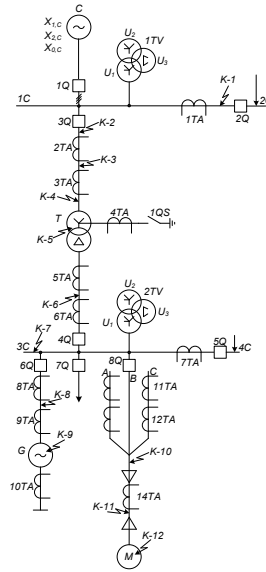 C
X1,C
X2,C
X0,C
U2
1TV
U1
U3
1Q
K-1
1C
2C
3Q
K-2
1TA
2Q
2TA
K-3
3TA
K-4
T
4TA
1QS
K-5
5TA
K-6
6TA
U2
2TV
U1
U3
K-7
4Q
5Q
3C
4C
6Q
7Q
8Q
7TA
8TA
A
B
C
11TA
K-8
9TA
12TA
K-9
G
K-10
10TA
14TA
K-11
K-12
M